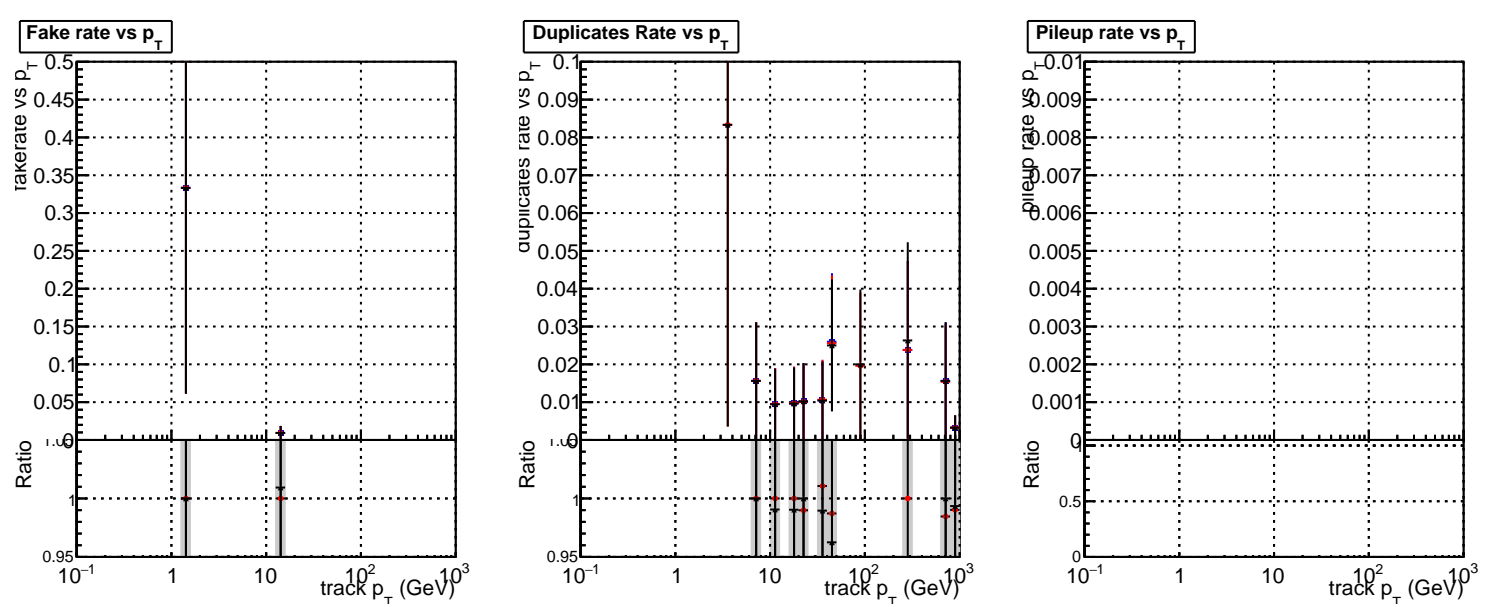 Fake rate vs p_T
fakerate vs p_T
0.5
0.45
0.4
0.35
0.3
0.25
0.2
0.15
0.1
0.05
0
Ratio
1
0.95
10^−1 1 10 10^2 10^3
track p_T (GeV)
Duplicates Rate vs p_T
duplicates rate vs p_T
0.1
0.09
0.08
0.07
0.06
0.05
0.04
0.03
0.02
0.01
Ratio
1
0.95
10^−1 1 10 10^2 10^3
track p_T (GeV)
Pileup rate vs p_T
pileup rate vs p_T
0.01
0.009
0.008
0.007
0.006
0.005
0.004
0.003
0.002
0.001
0
Ratio
1
0.5
0
10^−1 1 10 10^2 10^3
track p_T (GeV)